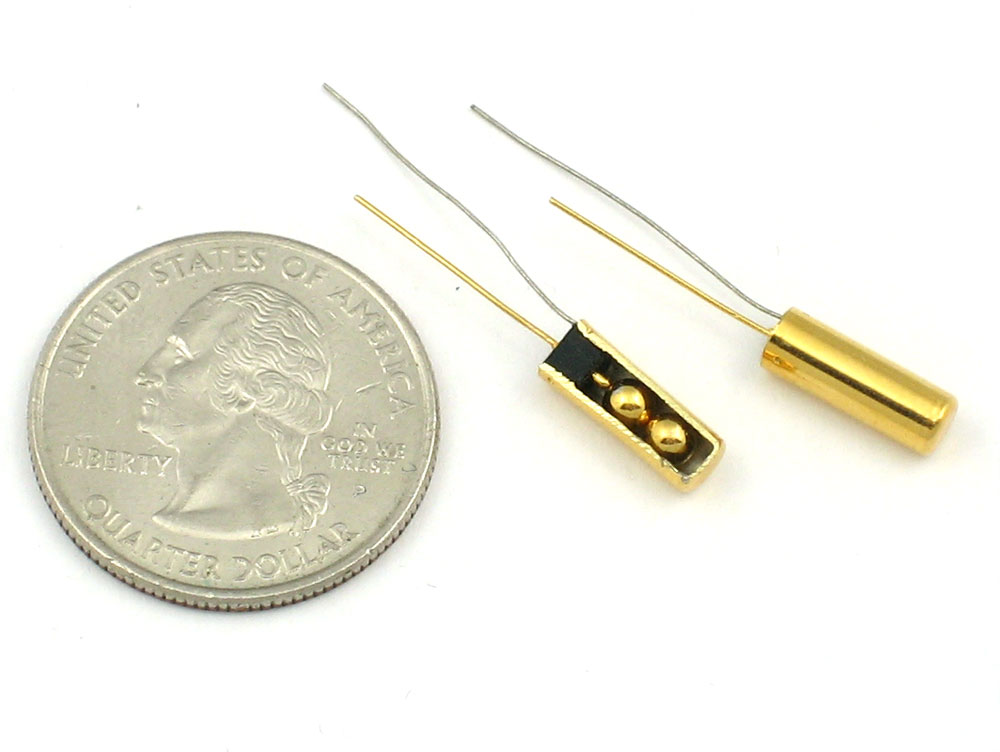 UNITED STATES OF AMERICA
LIBERTY
IN
GOD WE
TRUST
P
QUARTER DOLLAR